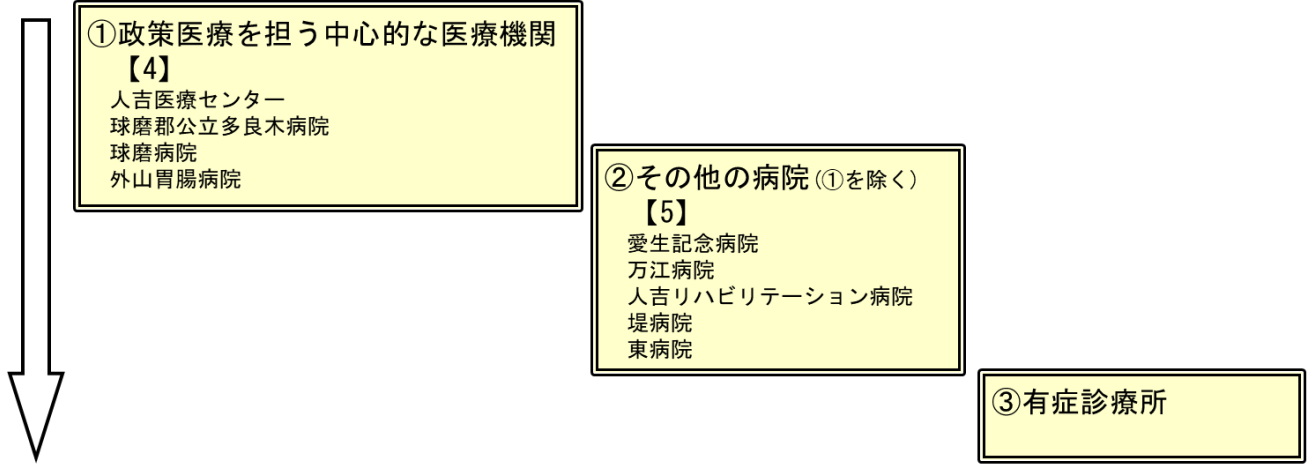 ①政策医療を担う中心的な医療機関
【4】
人吉医療センター
球磨郡公立多良木病院
球磨病院
外山胃腸病院
②その他の病院(①を除く)
【5】
愛生記念病院
万江病院
人吉リハビリテーション病院
堤病院
東病院
③有症診療所